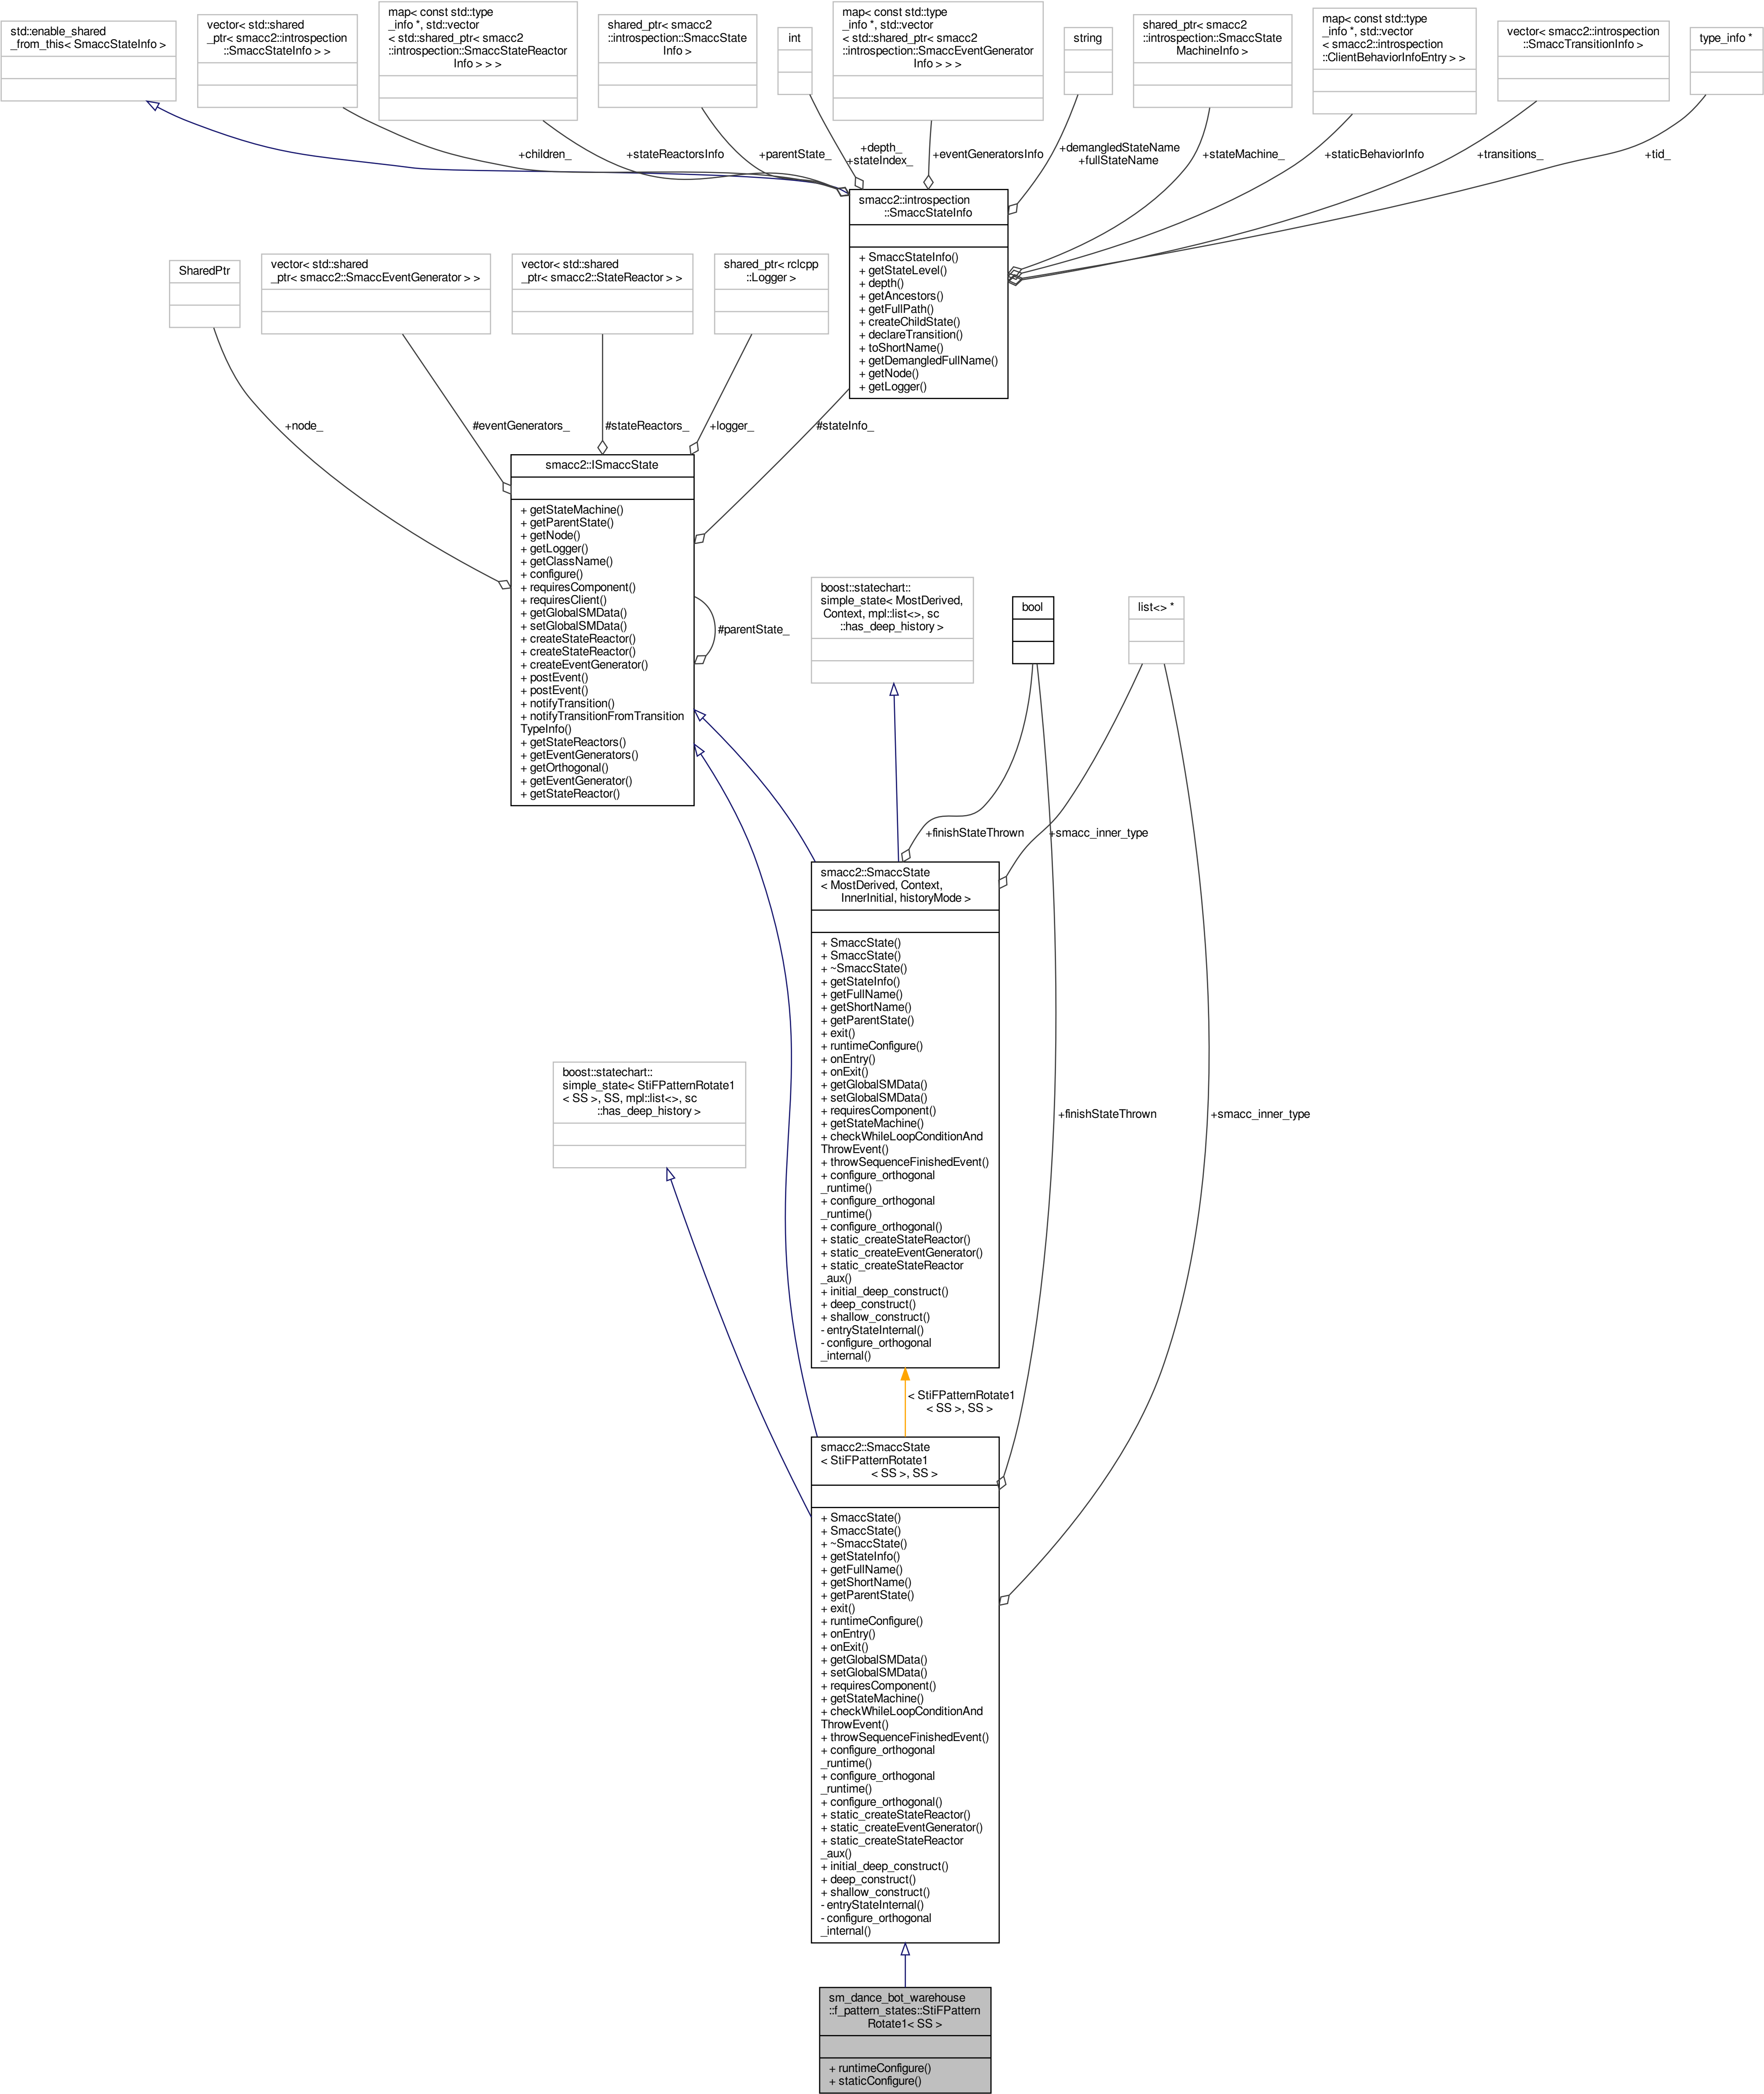 std::enable_shared
_from_this< SmaccStateInfo >
vector< std::shared
_ptr< smacc2::introspection
::SmaccStateInfo > >
map< const std::type
_info *, std::vector
< std::shared_ptr< smacc2
::introspection::SmaccStateReactor
Info > > >
shared_ptr< smacc2
::introspection::SmaccState
Info >
int
map< const std::type
_info *, std::vector
< std::shared_ptr< smacc2
::introspection::SmaccEventGenerator
Info > > >
string
shared_ptr< smacc2
::introspection::SmaccState
MachineInfo >
map< const std::type
_info *, std::vector
< smacc2::introspection
::ClientBehaviorInfoEntry > >
vector< smacc2::introspection
::SmaccTransitionInfo >
type_info *
+children_
+stateReactorsInfo
+parentState_
+depth_
+stateIndex_
+eventGeneratorsInfo
+demangledStateName
+fullStateName
+stateMachine_
+staticBehaviorInfo
+transitions_
+tid_
smacc2::introspection
::SmaccStateInfo
+ SmaccStateInfo()
+ getStateLevel()
+ depth()
+ getAncestors()
+ getFullPath()
+ createChildState()
+ declareTransition()
+ toShortName()
+ getDemangledFullName()
+ getNode()
+ getLogger()
SharedPtr
vector< std::shared
_ptr< smacc2::SmaccEventGenerator > >
vector< std::shared
_ptr< smacc2::StateReactor > >
shared_ptr< rclcpp
::Logger >
+node_
#eventGenerators_
#stateReactors_
+logger_
#stateInfo_
smacc2::ISmaccState
+ getStateMachine()
+ getParentState()
+ getNode()
+ getLogger()
+ getClassName()
+ configure()
+ requiresComponent()
+ requiresClient()
+ getGlobalSMData()
+ setGlobalSMData()
+ createStateReactor()
+ createStateReactor()
+ createEventGenerator()
+ postEvent()
+ postEvent()
+ notifyTransition()
+ notifyTransitionFromTransition
TypeInfo()
+ getStateReactors()
+ getEventGenerators()
+ getOrthogonal()
+ getEventGenerator()
+ getStateReactor()
#parentState_
boost::statechart::
simple_state< MostDerived,
Context, mpl::list<>, sc
::has_deep_history >
bool
list<> *
+finishStateThrown
+smacc_inner_type
smacc2::SmaccState
< MostDerived, Context,
InnerInitial, historyMode >
+ SmaccState()
+ SmaccState()
+ ~SmaccState()
+ getStateInfo()
+ getFullName()
+ getShortName()
+ getParentState()
+ exit()
+ runtimeConfigure()
+ onEntry()
+ onExit()
+ getGlobalSMData()
+ setGlobalSMData()
+ requiresComponent()
+ getStateMachine()
+ checkWhileLoopConditionAnd
ThrowEvent()
+ throwSequenceFinishedEvent()
+ configure_orthogonal
_runtime()
+ configure_orthogonal
_runtime()
+ configure_orthogonal()
+ static_createStateReactor()
+ static_createEventGenerator()
+ static_createStateReactor
_aux()
+ initial_deep_construct()
+ deep_construct()
+ shallow_construct()
- entryStateInternal()
- configure_orthogonal
_internal()
boost::statechart::
simple_state< StiFPatternRotate1
< SS >, SS, mpl::list<>, sc
::has_deep_history >
+finishStateThrown
+smacc_inner_type
< StiFPatternRotate1
< SS >, SS >
smacc2::SmaccState
< StiFPatternRotate1
< SS >, SS >
+ SmaccState()
+ SmaccState()
+ ~SmaccState()
+ getStateInfo()
+ getFullName()
+ getShortName()
+ getParentState()
+ exit()
+ runtimeConfigure()
+ onEntry()
+ onExit()
+ getGlobalSMData()
+ setGlobalSMData()
+ requiresComponent()
+ getStateMachine()
+ checkWhileLoopConditionAnd
ThrowEvent()
+ throwSequenceFinishedEvent()
+ configure_orthogonal
_runtime()
+ configure_orthogonal
_runtime()
+ configure_orthogonal()
+ static_createStateReactor()
+ static_createEventGenerator()
+ static_createStateReactor
_aux()
+ initial_deep_construct()
+ deep_construct()
+ shallow_construct()
- entryStateInternal()
- configure_orthogonal
_internal()
sm_dance_bot_warehouse
::f_pattern_states::StiFPattern
Rotate1< SS >
+ runtimeConfigure()
+ staticConfigure()